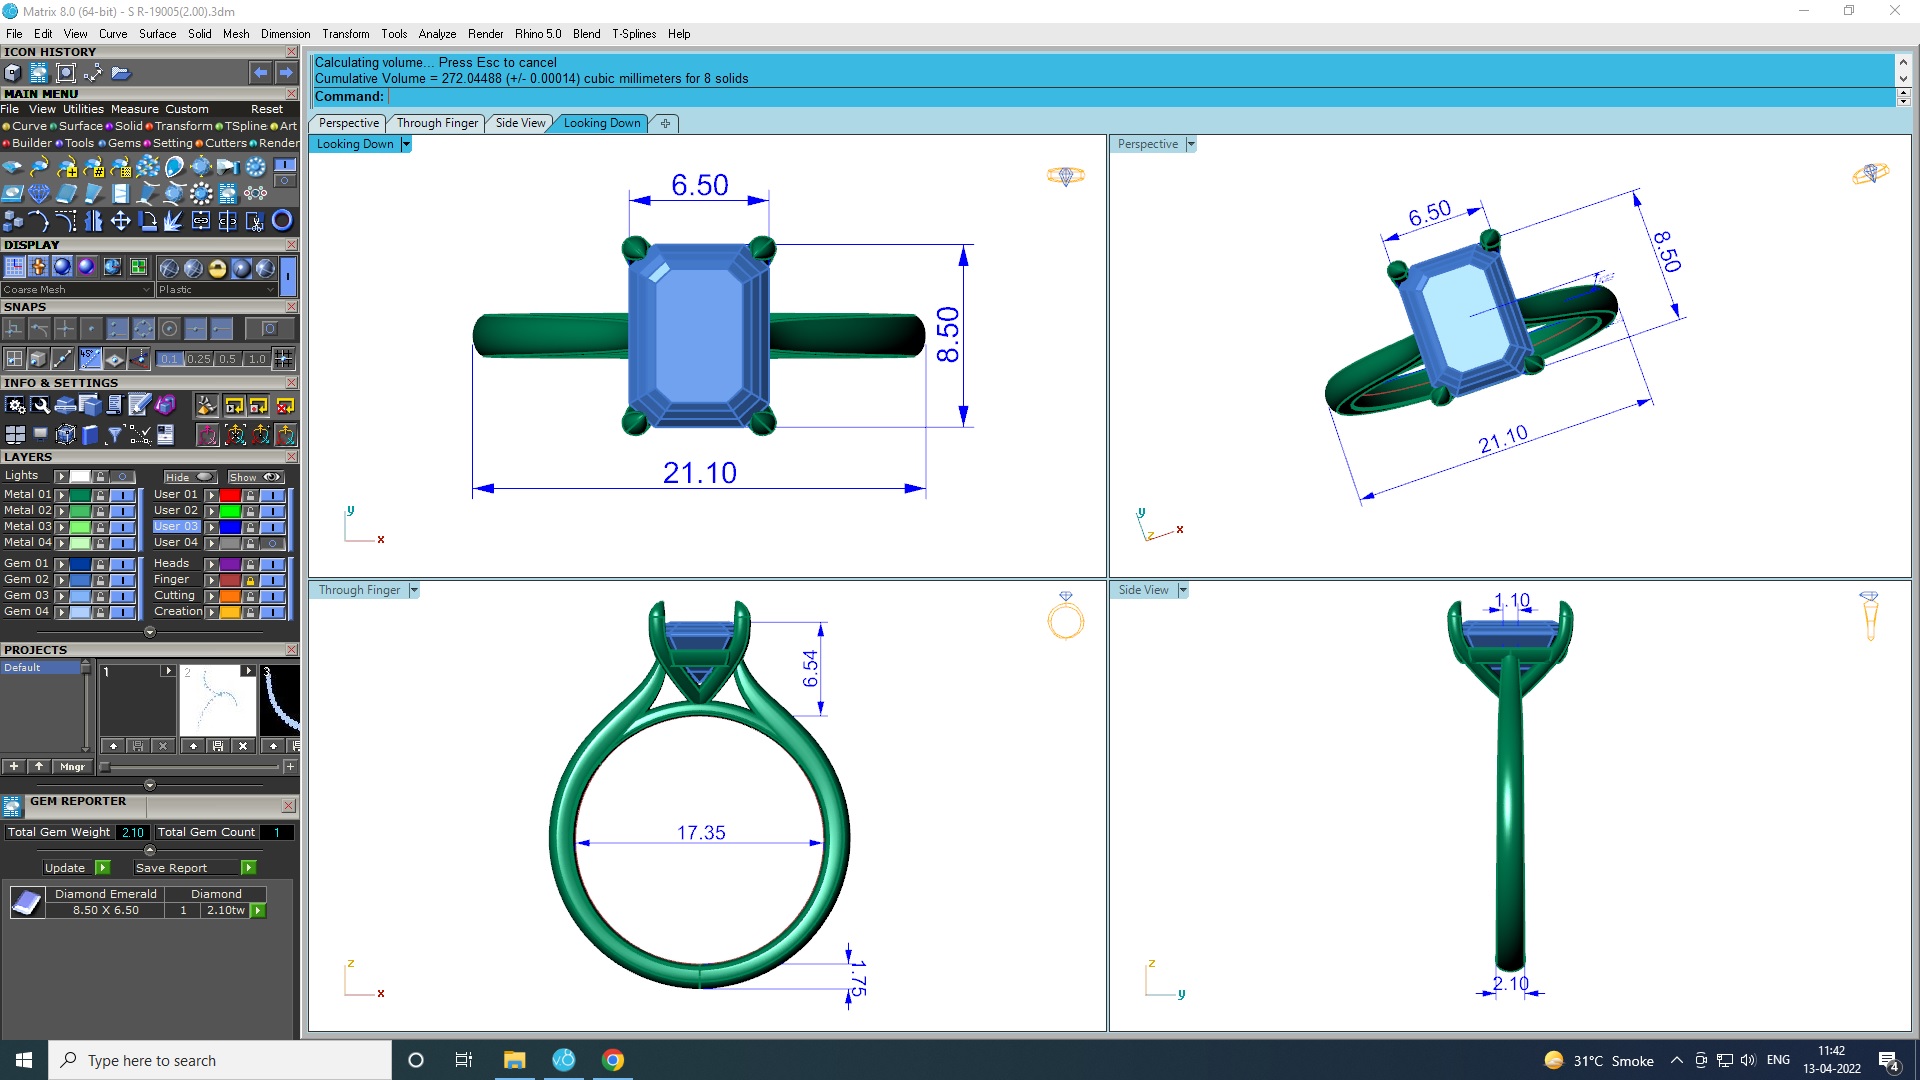 Matrix 8.0 (64-bit) - S R-19005(2.00).3dm
File Edit View Curve Surface Solid Mesh Dimension Transform Tools Analyze Render Rhino 5.0 Blend T-Splines Help
ICON HISTORY
Calculating volume... Press Esc to cancel
Cumulative Volume = 272.04488 (+/- 0.00014) cubic millimeters for 8 solids
Command:
MAIN MENU
File View Utilities Measure Custom Reset
Curve Surface Solid Transform TSpline Art
Builder Tools Gems Setting Cutters Render
Perspective Through Finger Side View Looking Down
DISPLAY
Coarse Mesh Plastic
SNAPS
45°
0.1 0.25 0.5 1.0
INFO & SETTINGS
LAYERS
Lights Hide Show
Metal 01 User 01
Metal 02 User 02
Metal 03 User 03
Metal 04 User 04
Gem 01 Heads
Gem 02 Finger
Gem 03 Cutting
Gem 04 Creation
PROJECTS
Default
1 2 3
Mngr
GEM REPORTER
Total Gem Weight 2.10 Total Gem Count 1
Update Save Report
Diamond Emerald Diamond
8.50 X 6.50 1 2.10tw
Looking Down
6.50
8.50
21.10
y
x
Perspective
6.50
8.50
21.10
y
z
x
Through Finger
6.54
17.35
1.75
z
x
Side View
1.10
2.10
z
y
Type here to search
31°C Smoke
ENG
11:42
13-04-2022
4